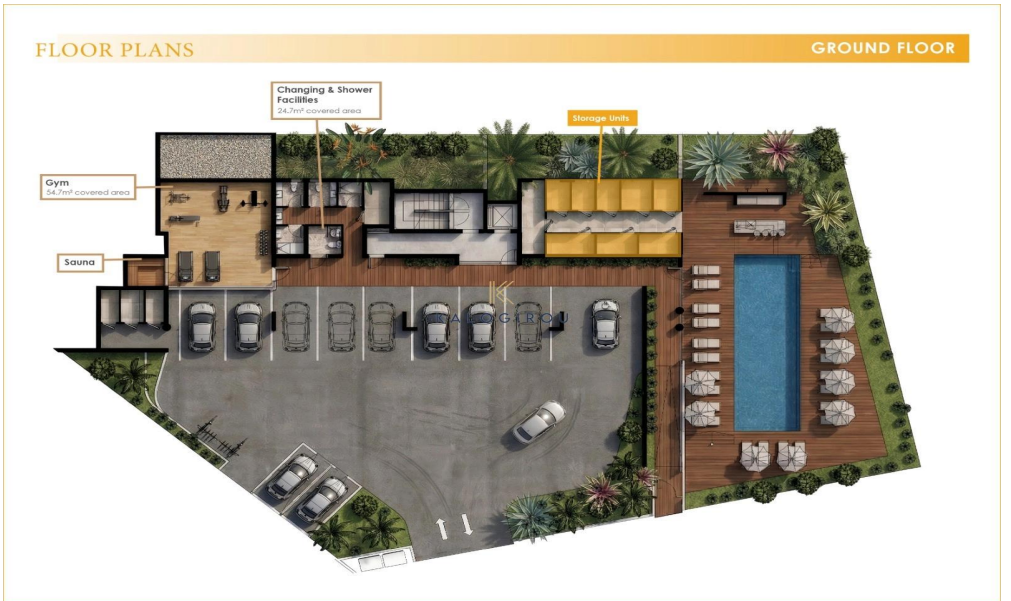 FLOOR PLANS
GROUND FLOOR
Changing & Shower
Facilities
24.7m² covered area
Storage Units
Gym
54.7m² covered area
Sauna
KALOGIROU